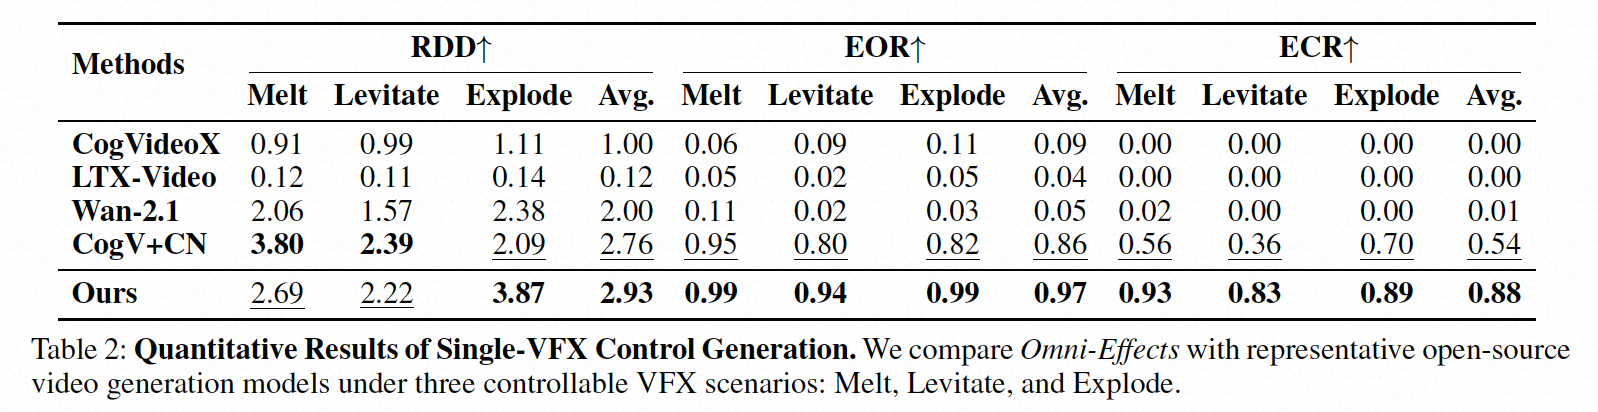 Methods RDD↑ EOR↑ ECR↑
Melt Levitate Explode Avg. Melt Levitate Explode Avg. Melt Levitate Explode Avg.
CogVideoX 0.91 0.99 1.11 1.00 0.06 0.09 0.11 0.09 0.00 0.00 0.00 0.00
LTX-Video 0.12 0.11 0.14 0.12 0.05 0.02 0.05 0.04 0.00 0.00 0.00 0.00
Wan-2.1 2.06 1.57 2.38 2.00 0.11 0.02 0.03 0.05 0.02 0.00 0.00 0.01
CogV+CN 3.80 2.39 2.09 2.76 0.95 0.80 0.82 0.86 0.56 0.36 0.70 0.54
Ours 2.69 2.22 3.87 2.93 0.99 0.94 0.99 0.97 0.93 0.83 0.89 0.88
Table 2: Quantitative Results of Single-VFX Control Generation. We compare Omni-Effects with representative open-source
video generation models under three controllable VFX scenarios: Melt, Levitate, and Explode.